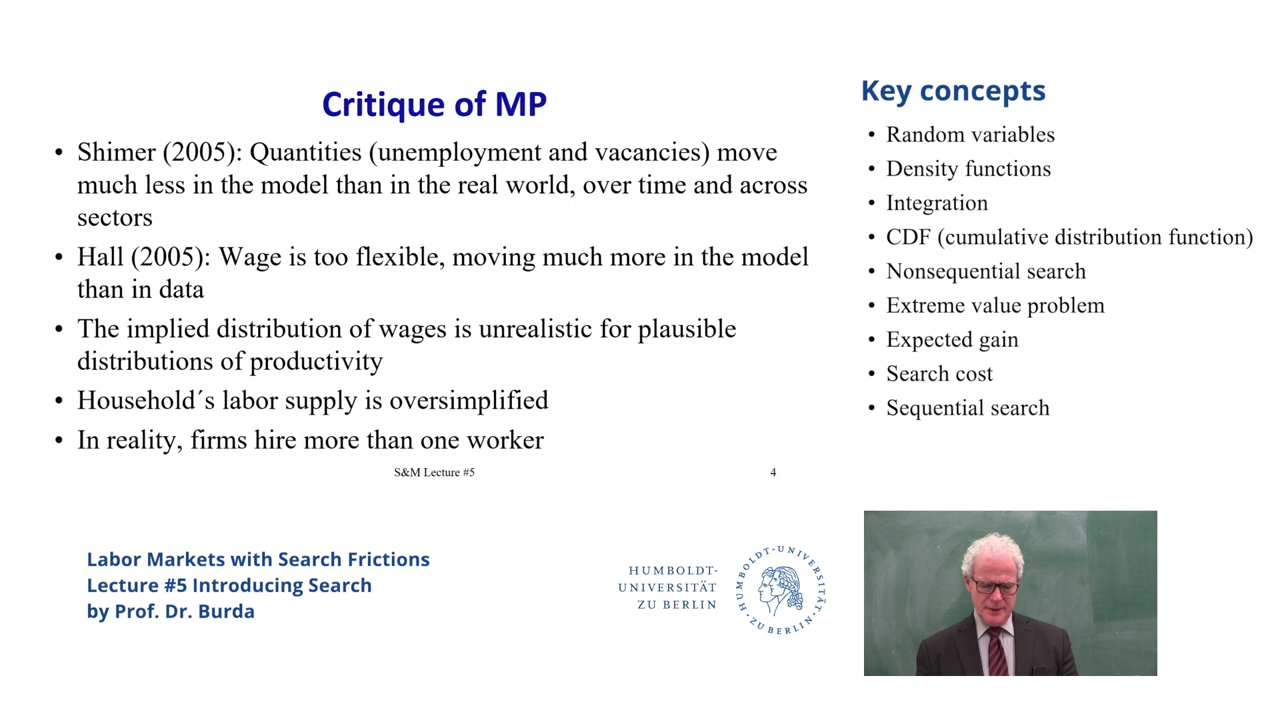 Critique of MP
• Shimer (2005): Quantities (unemployment and vacancies) move
much less in the model than in the real world, over time and across
sectors
• Hall (2005): Wage is too flexible, moving much more in the model
than in data
• The implied distribution of wages is unrealistic for plausible
distributions of productivity
• Household´s labor supply is oversimplified
• In reality, firms hire more than one worker
S&M Lecture #5
4
Key concepts
• Random variables
• Density functions
• Integration
• CDF (cumulative distribution function)
• Nonsequential search
• Extreme value problem
• Expected gain
• Search cost
• Sequential search
Labor Markets with Search Frictions
Lecture #5 Introducing Search
by Prof. Dr. Burda
HUMBOLDT-
UNIVERSITÄT
ZU BERLIN
HUMBOLDT-UNIVERSITÄT
·ZU BERLIN·